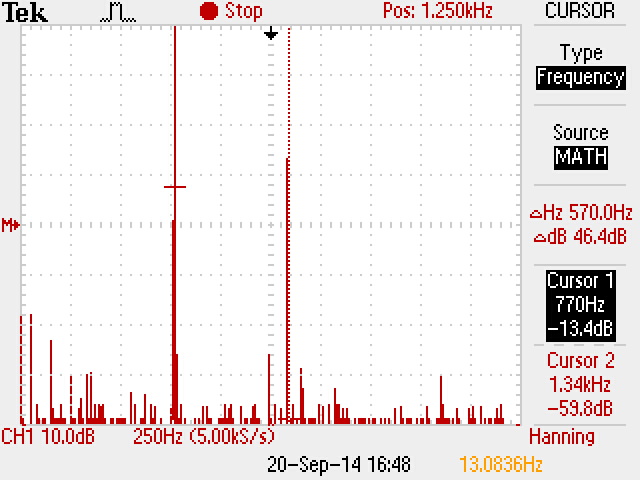 Tek Stop Pos: 1.250kHz CURSOR
Type
Frequency
Source
MATH
M
△Hz 570.0Hz
△dB 46.4dB
Cursor 1
770Hz
−13.4dB
Cursor 2
1.34kHz
−59.8dB
CH1 10.0dB 250Hz (5.00kS/s) Hanning
20-Sep-14 16:48 13.0836Hz